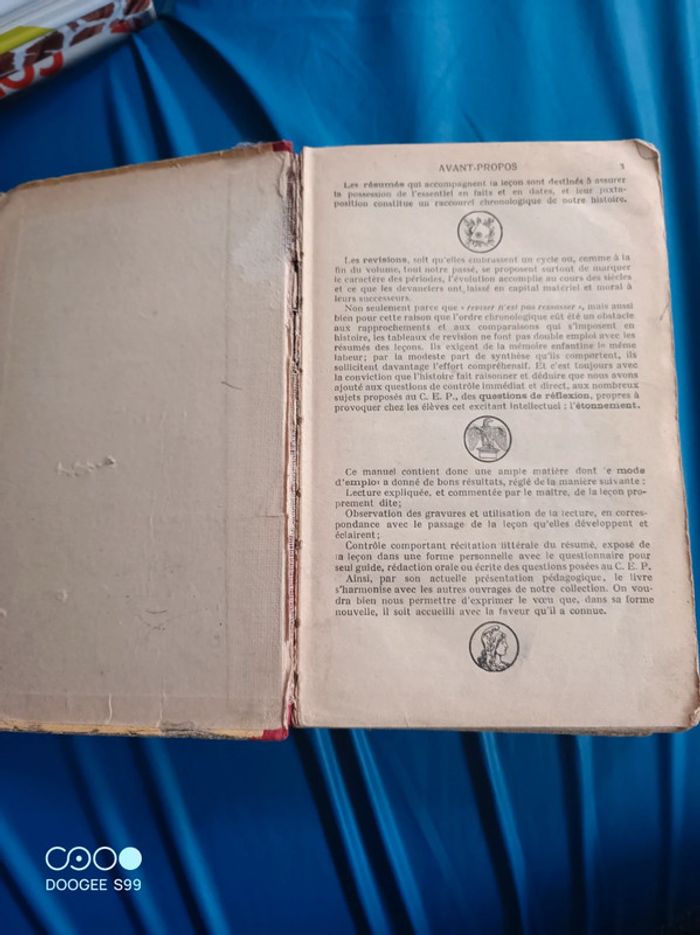 AVANT-PROPOS 3
Les résumés qui accompagnent la leçon sont destinés à assurer
la possession de l'essentiel en faits et en dates, et leur juxta-
position constitue un raccourci chronologique de notre histoire.
Les revisions, soit qu'elles embrassent un cycle ou, comme à la
fin du volume, tout notre passé, se proposent surtout de marquer
le caractère des périodes, l'évolution accomplie au cours des siècles
et ce que les devanciers ont laissé en capital matériel et moral à
leurs successeurs.
Non seulement parce que « reviser n'est pas ressasser », mais aussi
bien pour cette raison que l'ordre chronologique eût été un obstacle
aux rapprochements et aux comparaisons qui s'imposent en
histoire, les tableaux de revision ne font pas double emploi avec les
résumés des leçons. Ils exigent de la mémoire enfantine le même
labeur; par la modeste part de synthèse qu'ils comportent, ils
sollicitent davantage l'effort compréhensif. Et c'est toujours avec
la conviction que l'histoire fait raisonner et déduire que nous avons
ajouté aux questions de contrôle immédiat et direct, aux nombreux
sujets proposés au C. E. P., des questions de réflexion, propres à
provoquer chez les élèves cet excitant intellectuel : l'étonnement.
Ce manuel contient donc une ample matière dont le mode
d'emploi a donné de bons résultats, réglé de la manière suivante :
Lecture expliquée, et commentée par le maître, de la leçon pro-
prement dite;
Observation des gravures et utilisation de la lecture, en corres-
pondance avec le passage de la leçon qu'elles développent et
éclairent;
Contrôle comportant récitation littérale du résumé, exposé de
la leçon dans une forme personnelle avec le questionnaire pour
seul guide, rédaction orale ou écrite des questions posées au C. E. P.
Ainsi, par son actuelle présentation pédagogique, le livre
s'harmonise avec les autres ouvrages de notre collection. On vou-
dra bien nous permettre d'exprimer le vœu que, dans sa forme
nouvelle, il soit accueilli avec la faveur qu'il a connue.
DOOGEE S99